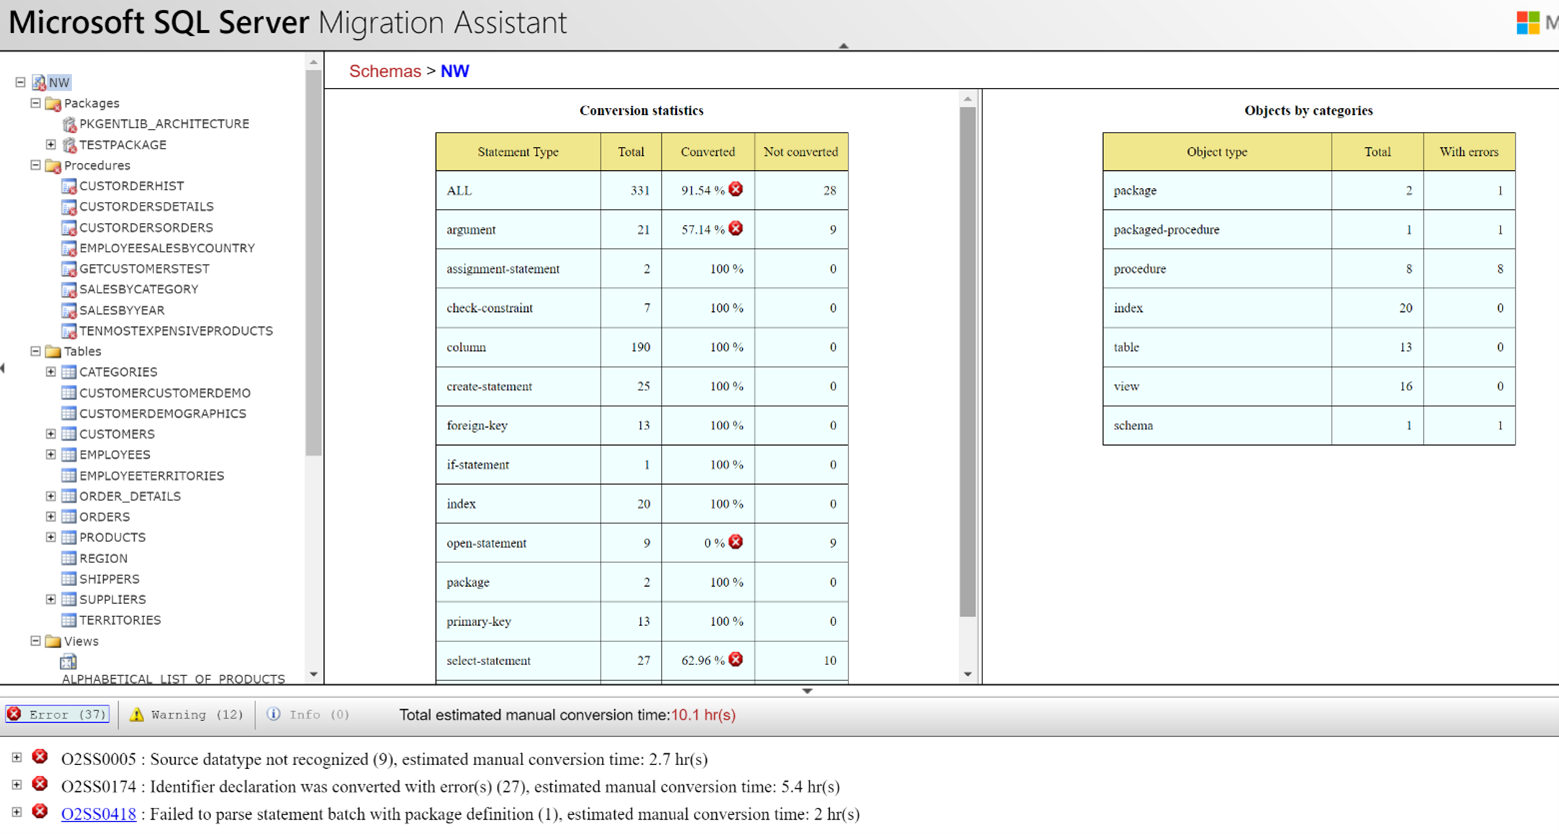 Microsoft SQL Server Migration Assistant
M
NW
Packages
PKGENTLIB_ARCHITECTURE
TESTPACKAGE
Procedures
CUSTORDERHIST
CUSTORDERSDETAILS
CUSTORDERSORDERS
EMPLOYEESALESBYCOUNTRY
GETCUSTOMERSTEST
SALESBYCATEGORY
SALESBYYEAR
TENMOSTEXPENSIVEPRODUCTS
Tables
CATEGORIES
CUSTOMERCUSTOMERDEMO
CUSTOMERDEMOGRAPHICS
CUSTOMERS
EMPLOYEES
EMPLOYEETERRITORIES
ORDER_DETAILS
ORDERS
PRODUCTS
REGION
SHIPPERS
SUPPLIERS
TERRITORIES
Views
ALPHABETICAL_LIST_OF_PRODUCTS
Schemas > NW
Conversion statistics
Statement Type Total Converted Not converted
ALL 331 91.54 % 28
argument 21 57.14 % 9
assignment-statement 2 100 % 0
check-constraint 7 100 % 0
column 190 100 % 0
create-statement 25 100 % 0
foreign-key 13 100 % 0
if-statement 1 100 % 0
index 20 100 % 0
open-statement 9 0 % 9
package 2 100 % 0
primary-key 13 100 % 0
select-statement 27 62.96 % 10
Objects by categories
Object type Total With errors
package 2 1
packaged-procedure 1 1
procedure 8 8
index 20 0
table 13 0
view 16 0
schema 1 1
Error (37) Warning (12) Info (0) Total estimated manual conversion time:10.1 hr(s)
O2SS0005 : Source datatype not recognized (9), estimated manual conversion time: 2.7 hr(s)
O2SS0174 : Identifier declaration was converted with error(s) (27), estimated manual conversion time: 5.4 hr(s)
O2SS0418 : Failed to parse statement batch with package definition (1), estimated manual conversion time: 2 hr(s)